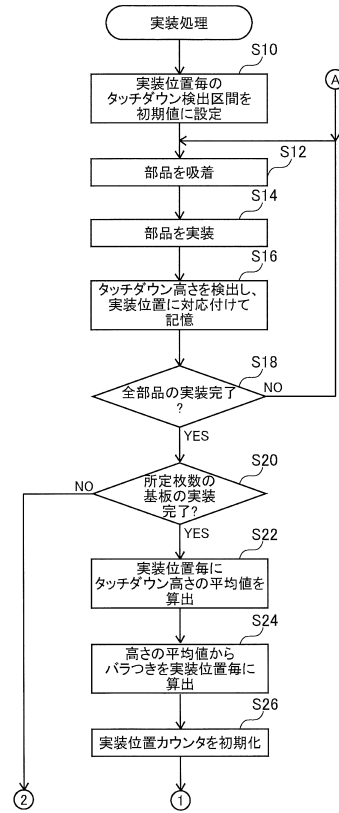 実装処理
S10
実装位置毎の
タッチダウン検出区間を
初期値に設定
A
S12
部品を吸着
S14
部品を実装
S16
タッチダウン高さを検出し、
実装位置に対応付けて
記憶
S18
全部品の実装完了
?
NO
YES
S20
所定枚数の
基板の実装
完了?
NO
YES
S22
実装位置毎に
タッチダウン高さの平均値を
算出
S24
高さの平均値から
バラつきを実装位置毎に
算出
S26
実装位置カウンタを初期化
2
1